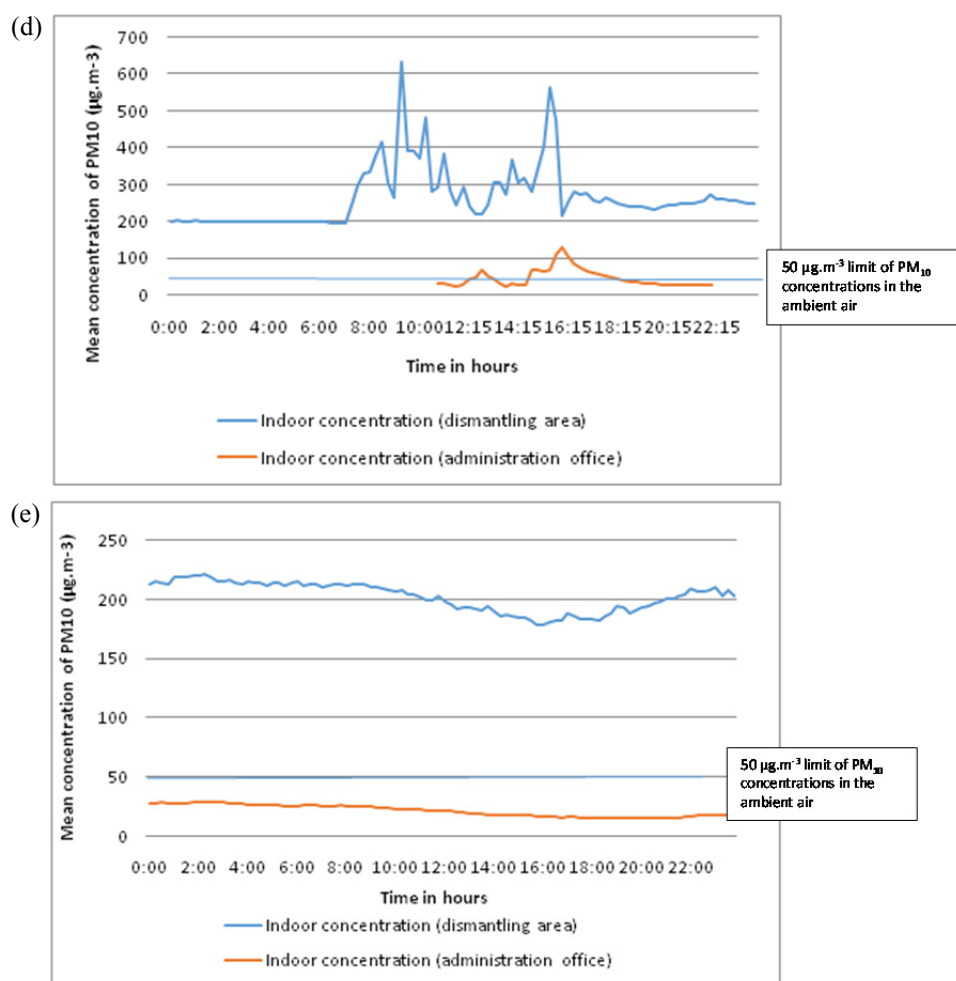 (d)
Mean concentration of PM10 (µg.m-3)
700
600
500
400
300
200
100
0
0:00 2:00 4:00 6:00 8:00 10:00 12:15 14:15 16:15 18:15 20:15 22:15
Time in hours
50 µg.m-3 limit of PM10
concentrations in the
ambient air
Indoor concentration (dismantling area)
Indoor concentration (administration office)
(e)
Mean concentration of PM10 (µg.m-3)
250
200
150
100
50
0
0:00 2:00 4:00 6:00 8:00 10:00 12:00 14:00 16:00 18:00 20:00 22:00
Time in hours
50 µg.m-3 limit of PM10
concentrations in the
ambient air
Indoor concentration (dismantling area)
Indoor concentration (administration office)